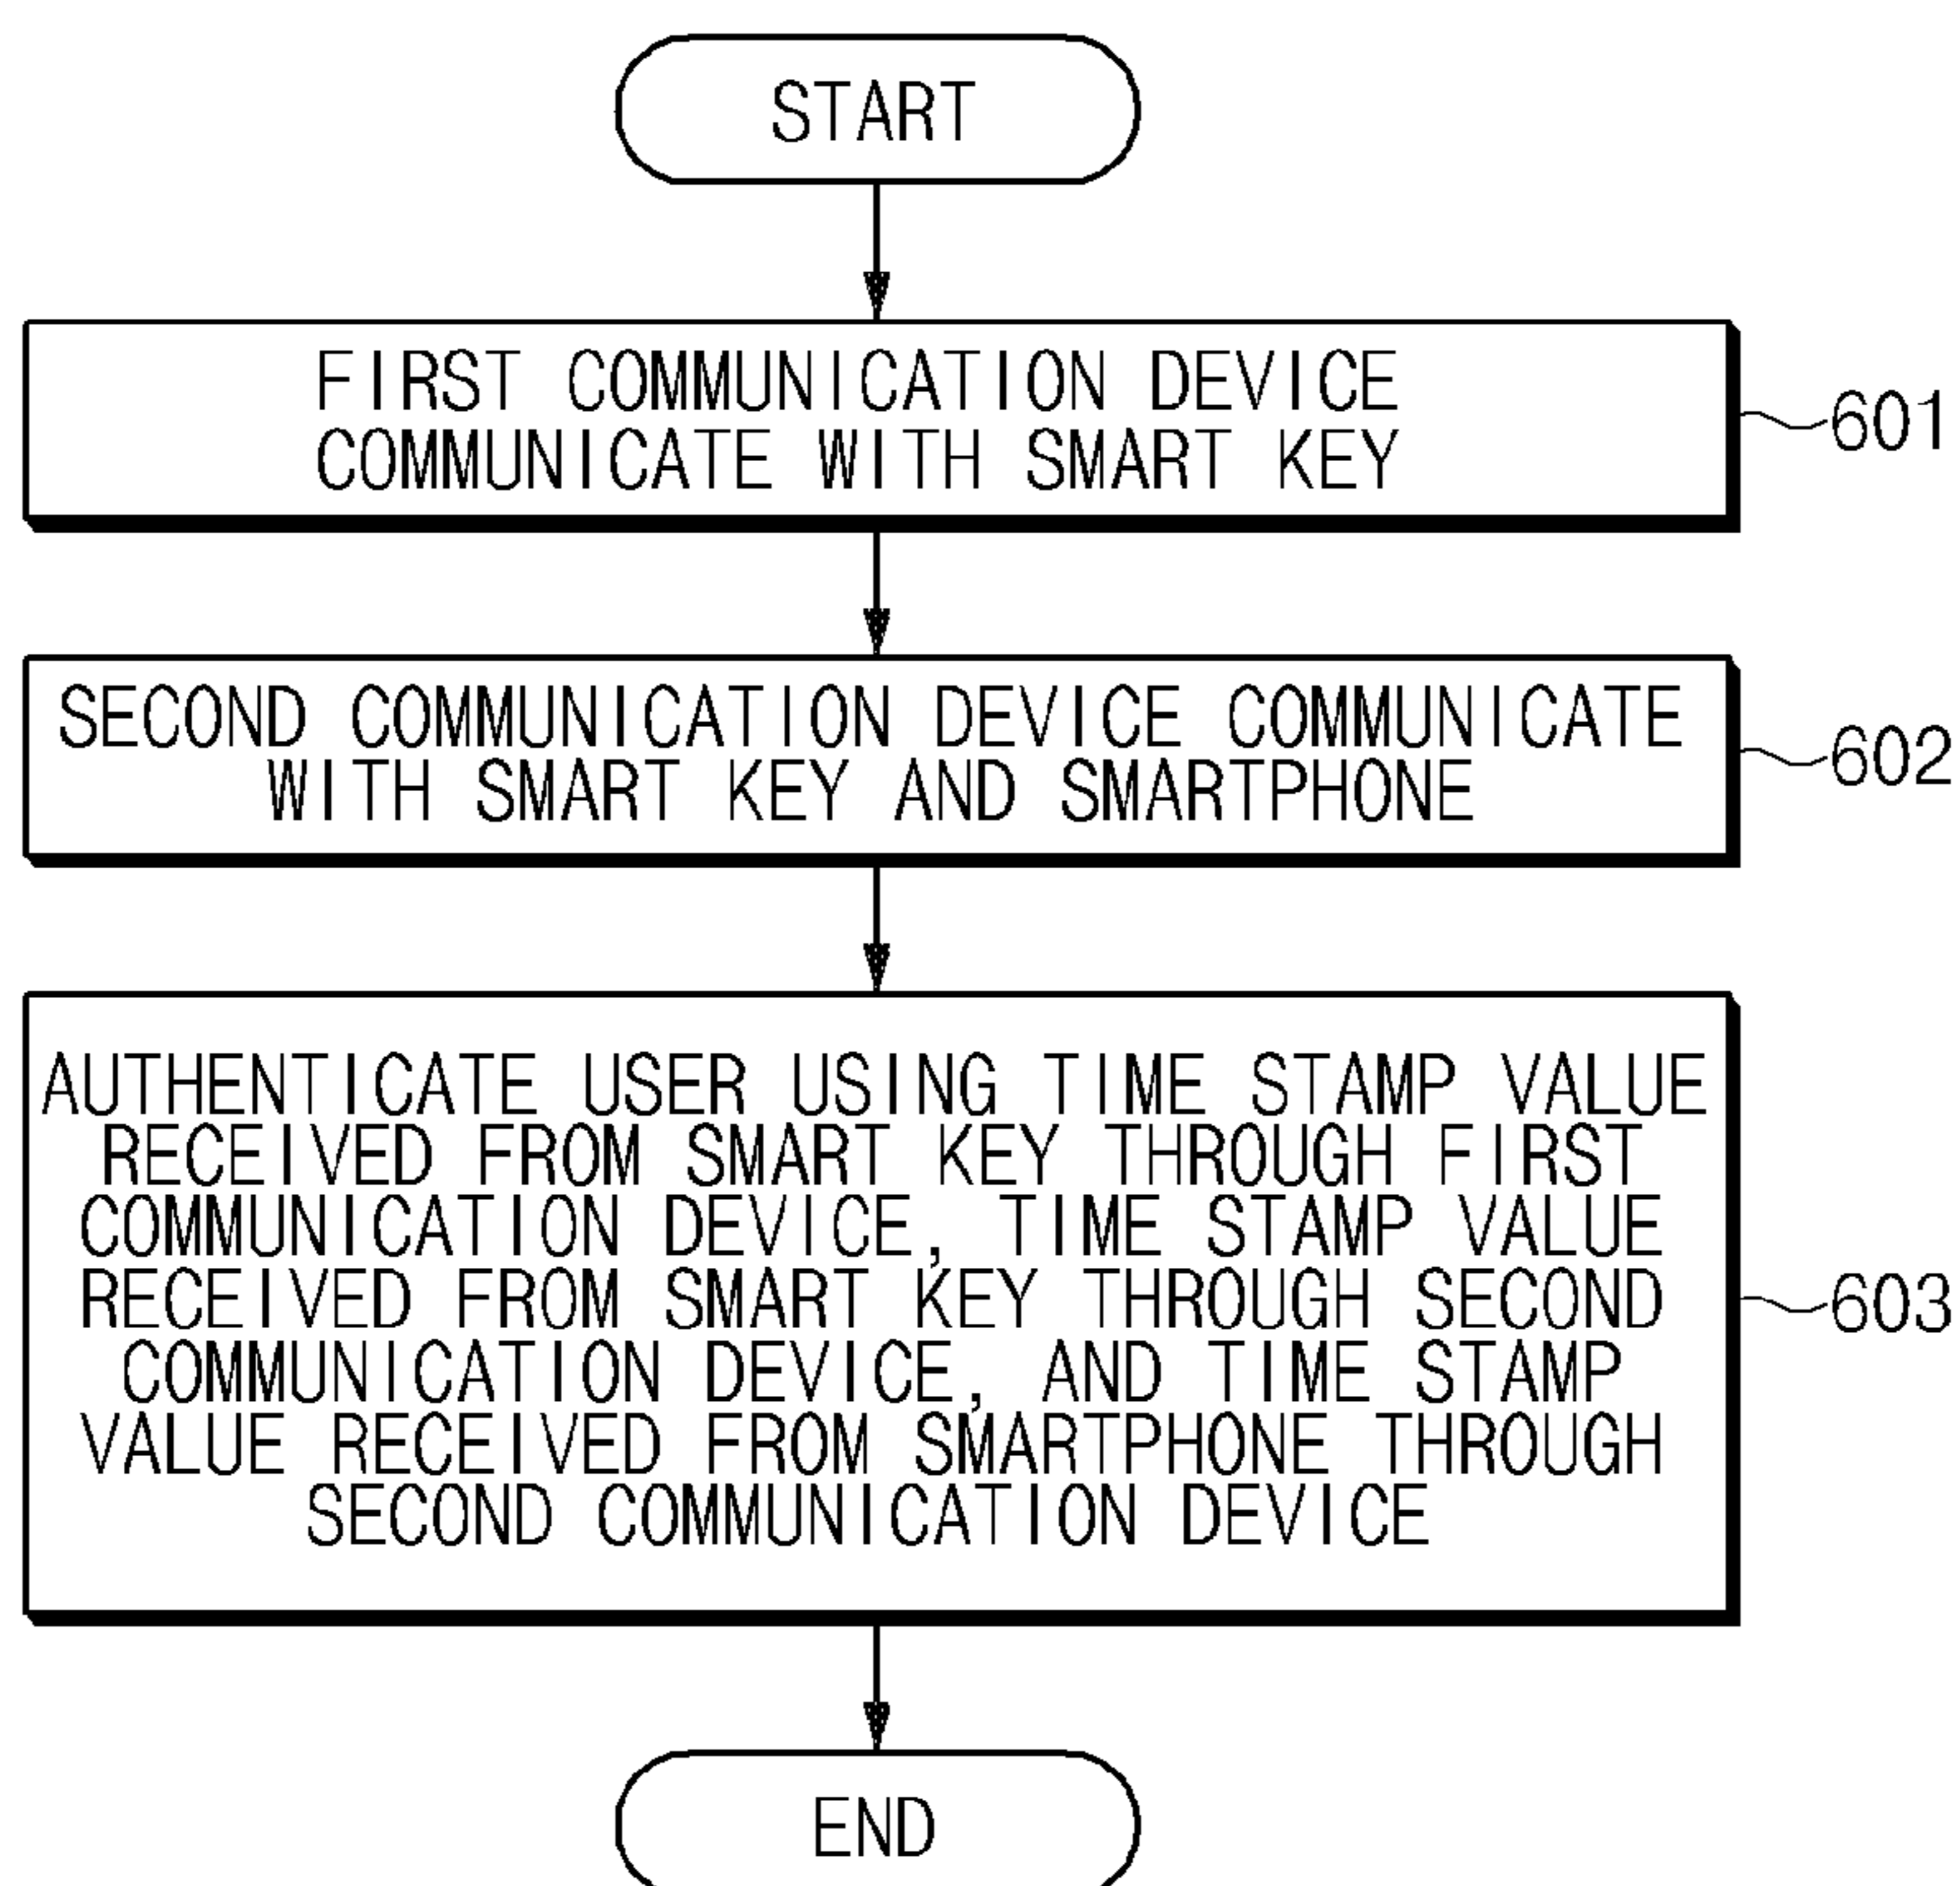 START
FIRST COMMUNICATION DEVICE
COMMUNICATE WITH SMART KEY
601
SECOND COMMUNICATION DEVICE COMMUNICATE
WITH SMART KEY AND SMARTPHONE
602
AUTHENTICATE USER USING TIME STAMP VALUE
RECEIVED FROM SMART KEY THROUGH FIRST
COMMUNICATION DEVICE, TIME STAMP VALUE
RECEIVED FROM SMART KEY THROUGH SECOND
COMMUNICATION DEVICE, AND TIME STAMP
VALUE RECEIVED FROM SMARTPHONE THROUGH
SECOND COMMUNICATION DEVICE
603
END